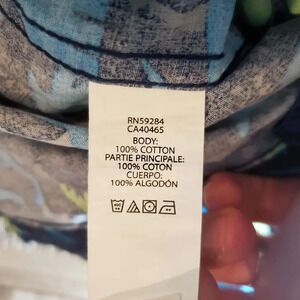 RN59284
CA40465
BODY:
100% COTTON
PARTIE PRINCIPALE:
100% COTON
CUERPO:
100% ALGODÓN